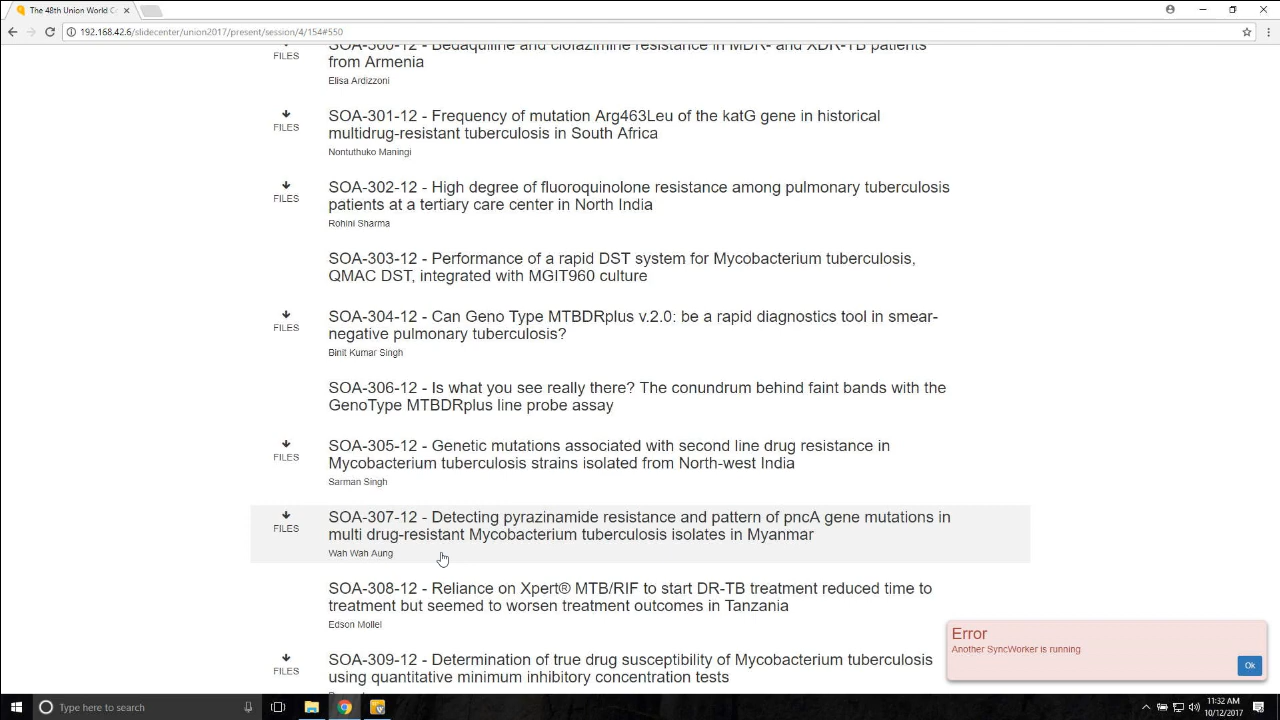 The 48th Union World Co
192.168.42.6/slidecenter/union2017/present/session/4/154#550
SOA-300-12 - Bedaquiline and clofazimine resistance in MDR- and XDR-TB patients
FILES
from Armenia
Elisa Ardizzoni
SOA-301-12 - Frequency of mutation Arg463Leu of the katG gene in historical
FILES
multidrug-resistant tuberculosis in South Africa
Nontuthuko Maningi
SOA-302-12 - High degree of fluoroquinolone resistance among pulmonary tuberculosis
FILES
patients at a tertiary care center in North India
Rohini Sharma
SOA-303-12 - Performance of a rapid DST system for Mycobacterium tuberculosis,
QMAC DST, integrated with MGIT960 culture
SOA-304-12 - Can Geno Type MTBDRplus v.2.0: be a rapid diagnostics tool in smear-
FILES
negative pulmonary tuberculosis?
Binit Kumar Singh
SOA-306-12 - Is what you see really there? The conundrum behind faint bands with the
GenoType MTBDRplus line probe assay
SOA-305-12 - Genetic mutations associated with second line drug resistance in
FILES
Mycobacterium tuberculosis strains isolated from North-west India
Sarman Singh
SOA-307-12 - Detecting pyrazinamide resistance and pattern of pncA gene mutations in
FILES
multi drug-resistant Mycobacterium tuberculosis isolates in Myanmar
Wah Wah Aung
SOA-308-12 - Reliance on Xpert® MTB/RIF to start DR-TB treatment reduced time to
treatment but seemed to worsen treatment outcomes in Tanzania
Edson Mollel
SOA-309-12 - Determination of true drug susceptibility of Mycobacterium tuberculosis
FILES
using quantitative minimum inhibitory concentration tests
Error
Another SyncWorker is running
Ok
Type here to search
11:32 AM
10/12/2017